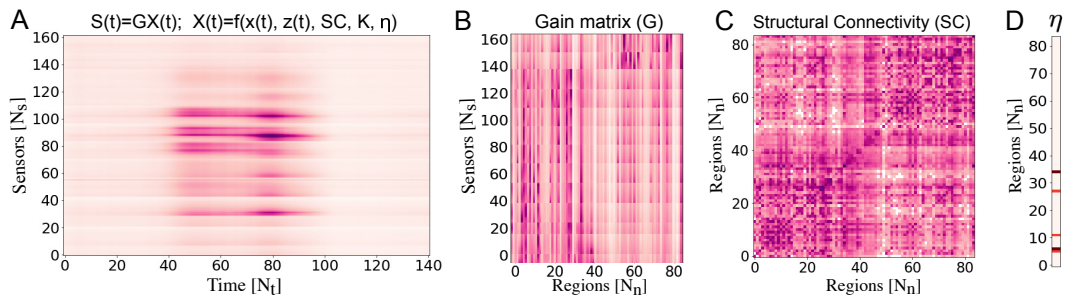 A
S(t)=GX(t); X(t)=f(x(t), z(t), SC, K, η)
160
140
120
100
80
60
40
20
0
Sensors [Ns]
0 20 40 60 80 100 120 140
Time [Nt]
B
Gain matrix (G)
160
140
120
100
80
60
40
20
0
Sensors [Ns]
0 20 40 60 80
Regions [Nn]
C
Structural Connectivity (SC)
80
60
40
20
0
Regions [Nn]
0 20 40 60 80
Regions [Nn]
D
η
80
70
60
50
40
30
20
10
0
Regions [Nn]